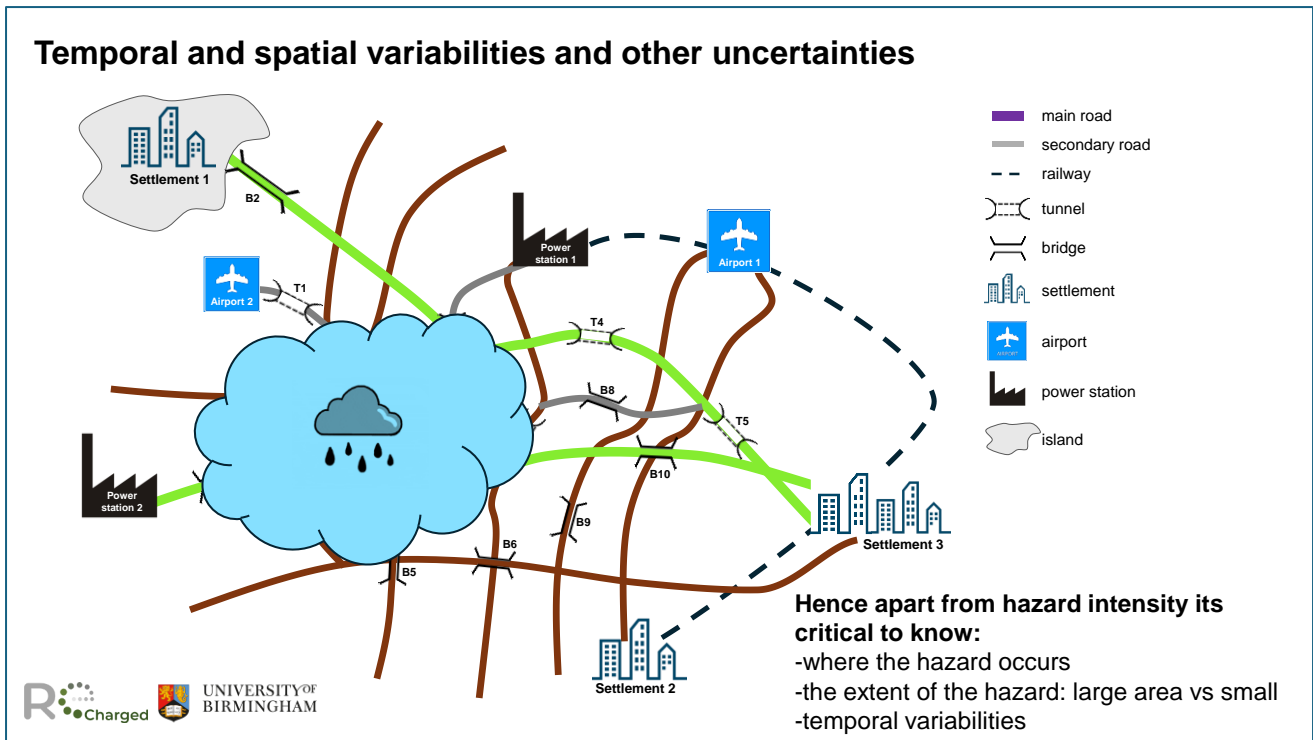 Temporal and spatial variabilities and other uncertainties
Settlement 1
B2
Power
station 1
Airport 1
Airport 2
T1
T4
B8
T5
B10
Power
station 2
B9
B6
B5
Settlement 3
Settlement 2
main road
secondary road
railway
tunnel
bridge
settlement
AIRPORT
airport
power station
island
Hence apart from hazard intensity its
critical to know:
-where the hazard occurs
-the extent of the hazard: large area vs small
-temporal variabilities
Charged
UNIVERSITY OF
BIRMINGHAM